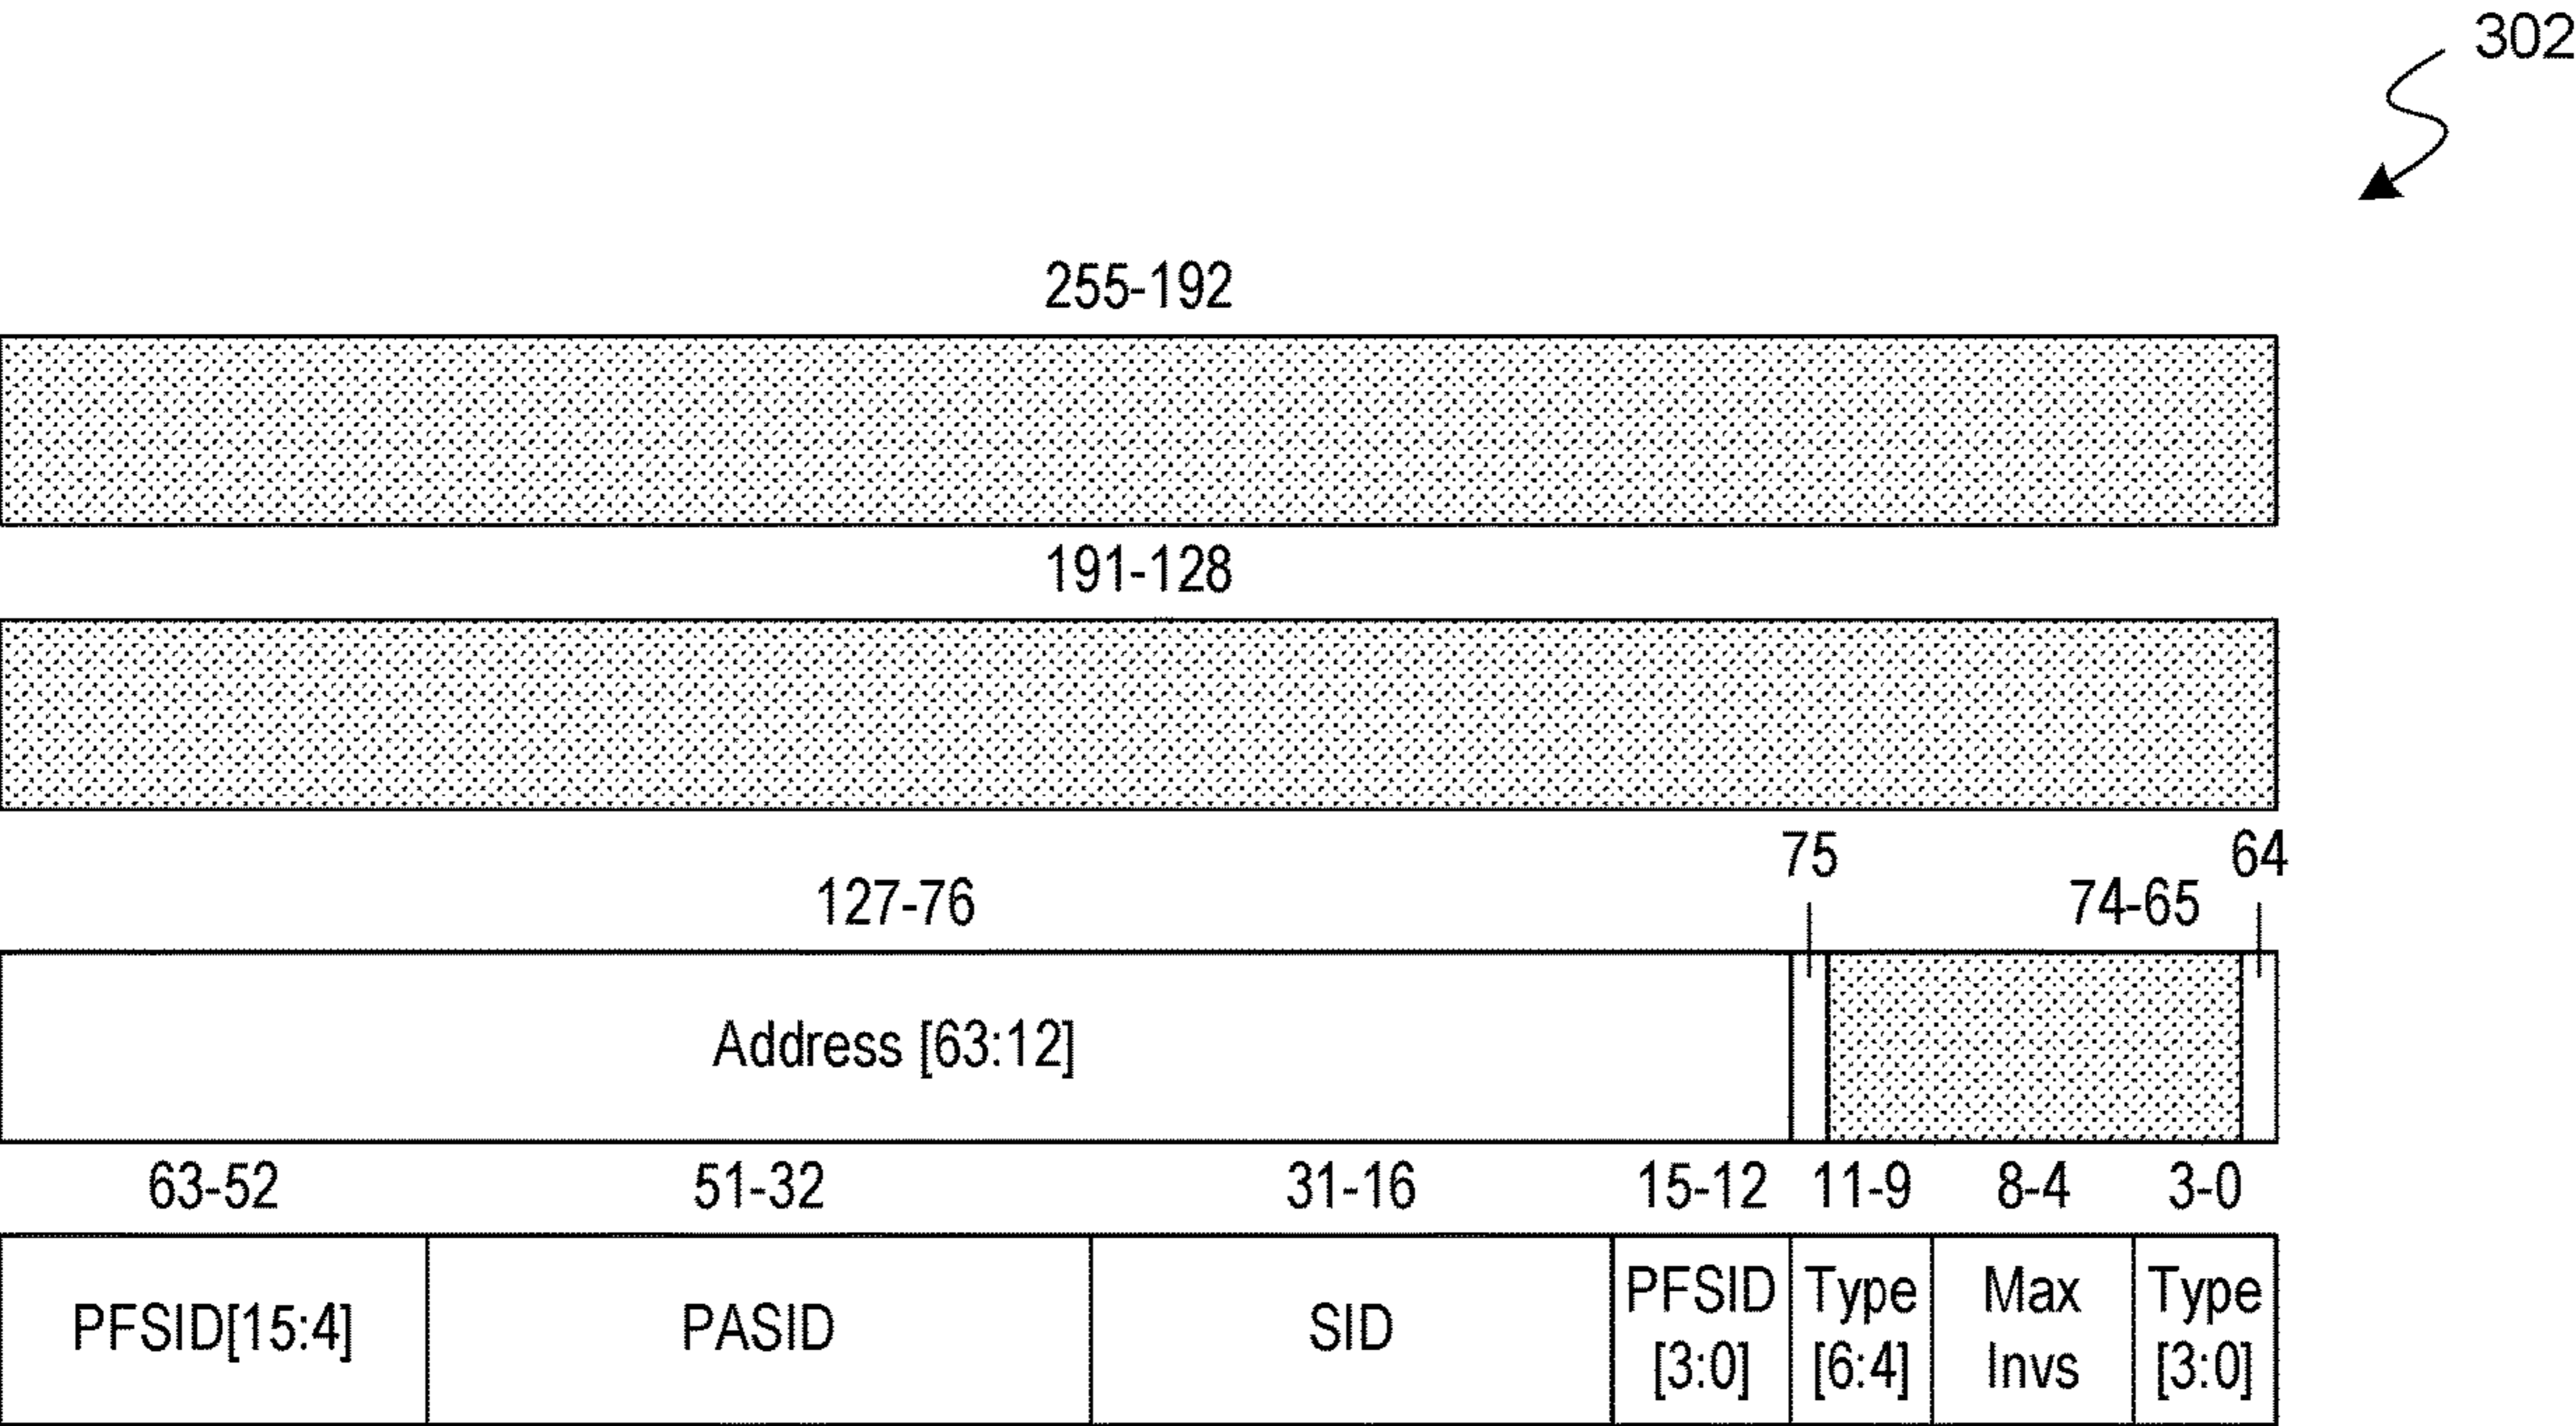 302
255-192
191-128
75 64
127-76 74-65
Address [63:12]
63-52 51-32 31-16 15-12 11-9 8-4 3-0
PFSID[15:4] PASID SID PFSID [3:0] Type [6:4] Max Invs Type [3:0]